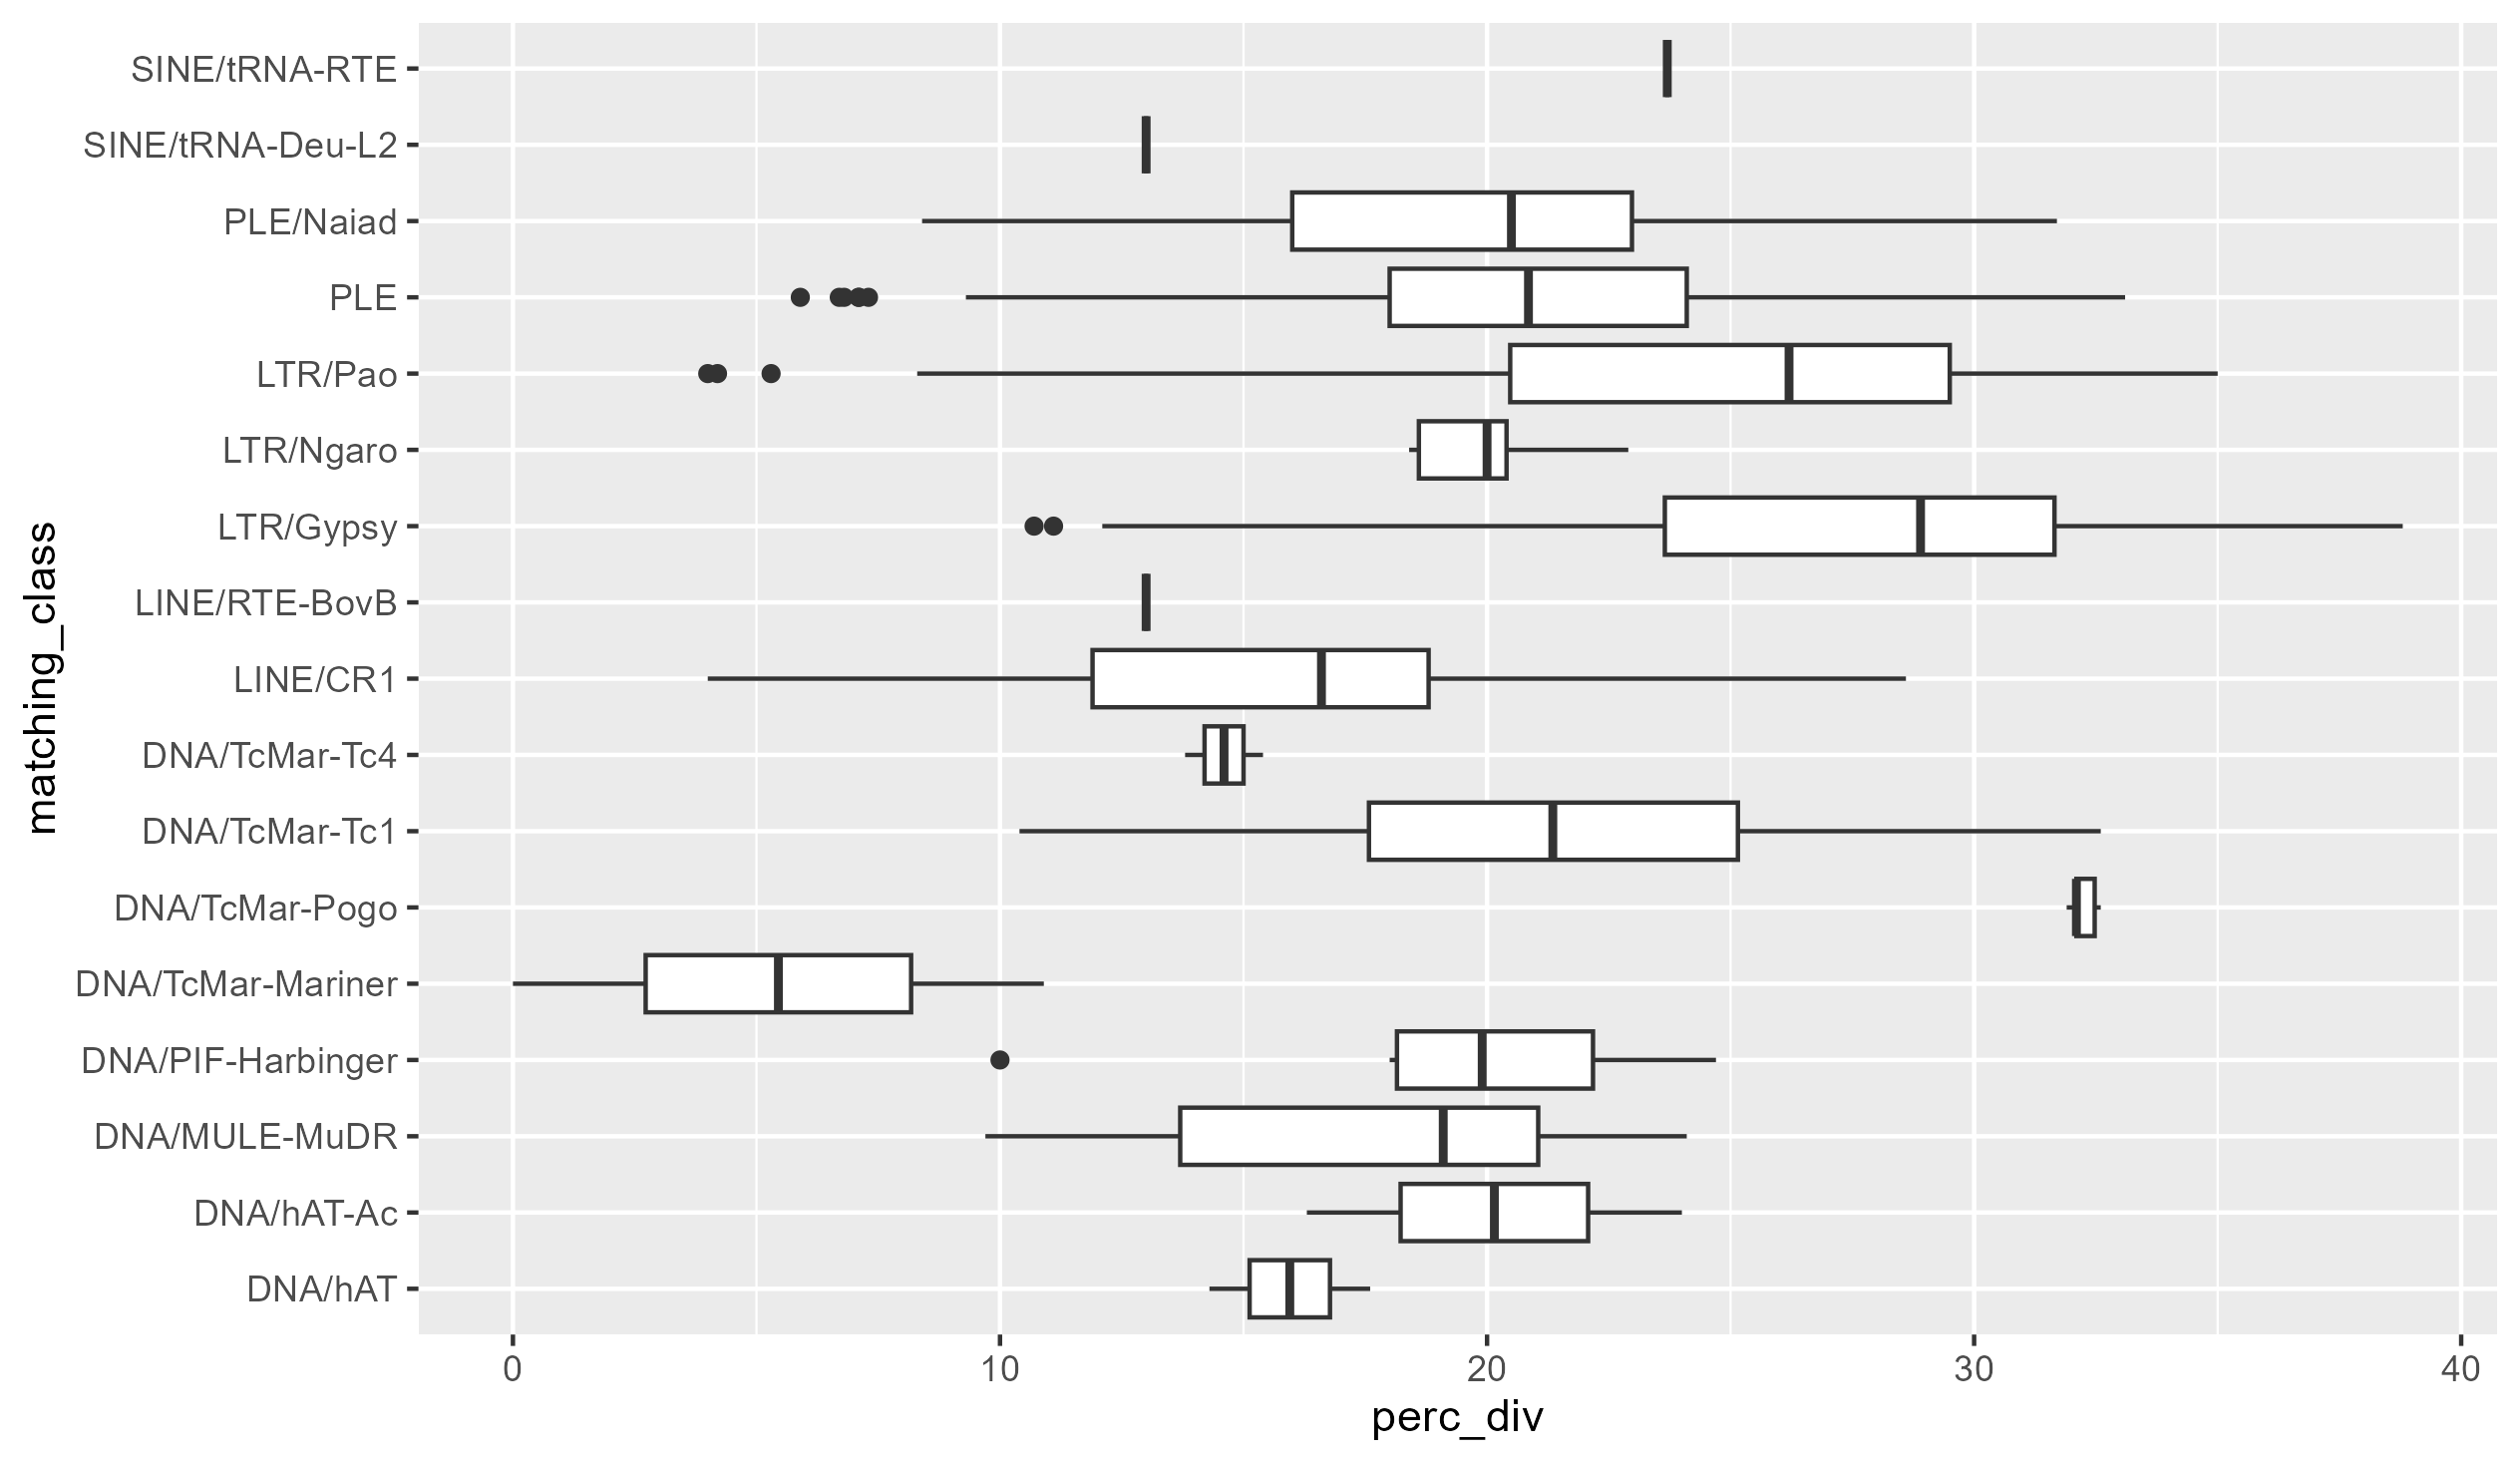 matching_class
SINE/tRNA-RTE
SINE/tRNA-Deu-L2
PLE/Naiad
PLE
LTR/Pao
LTR/Ngaro
LTR/Gypsy
LINE/RTE-BovB
LINE/CR1
DNA/TcMar-Tc4
DNA/TcMar-Tc1
DNA/TcMar-Pogo
DNA/TcMar-Mariner
DNA/PIF-Harbinger
DNA/MULE-MuDR
DNA/hAT-Ac
DNA/hAT
0 10 20 30 40
perc_div